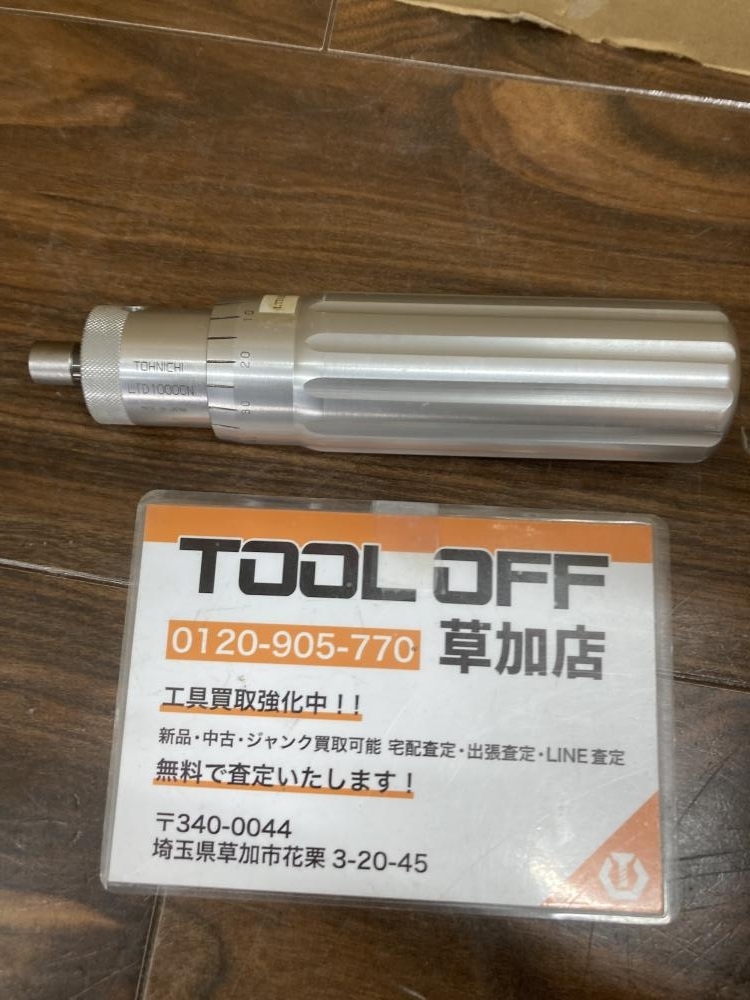 10
20
30
TOHNICHI
LTD1000CN
TOOL OFF
0120-905-770 草加店
工具買取強化中!!
新品・中古・ジャンク買取可能 宅配査定・出張査定・LINE査定
無料で査定いたします!
〒340-0044
埼玉県草加市花栗 3-20-45